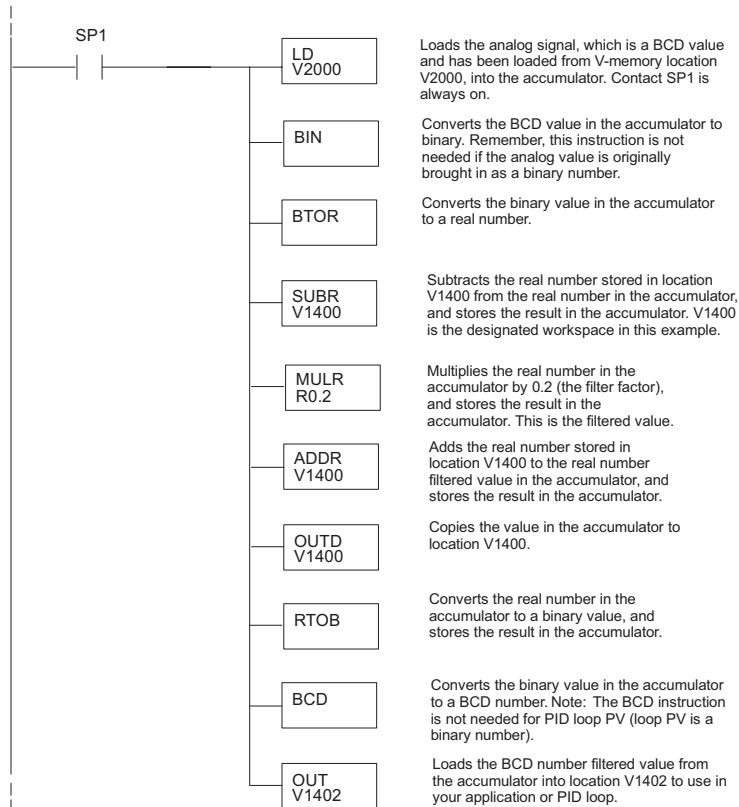 SP1
LD
V2000
Loads the analog signal, which is a BCD value
and has been loaded from V-memory location
V2000, into the accumulator. Contact SP1 is
always on.
BIN
Converts the BCD value in the accumulator to
binary. Remember, this instruction is not
needed if the analog value is originally
brought in as a binary number.
BTOR
Converts the binary value in the accumulator
to a real number.
SUBR
V1400
Subtracts the real number stored in location
V1400 from the real number in the accumulator,
and stores the result in the accumulator. V1400
is the designated workspace in this example.
MULR
R0.2
Multiplies the real number in the
accumulator by 0.2 (the filter factor),
and stores the result in the
accumulator. This is the filtered value.
ADDR
V1400
Adds the real number stored in
location V1400 to the real number
filtered value in the accumulator, and
stores the result in the accumulator.
OUTD
V1400
Copies the value in the accumulator to
location V1400.
RTOB
Converts the real number in the
accumulator to a binary value, and
stores the result in the accumulator.
BCD
Converts the binary value in the accumulator
to a BCD number. Note: The BCD instruction
is not needed for PID loop PV (loop PV is a
binary number).
OUT
V1402
Loads the BCD number filtered value from
the accumulator into location V1402 to use in
your application or PID loop.